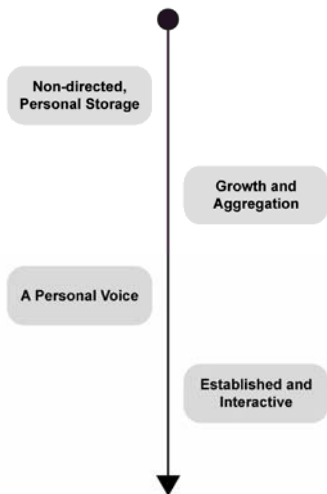 Non-directed,
Personal Storage
Growth and
Aggregation
A Personal Voice
Established and
Interactive